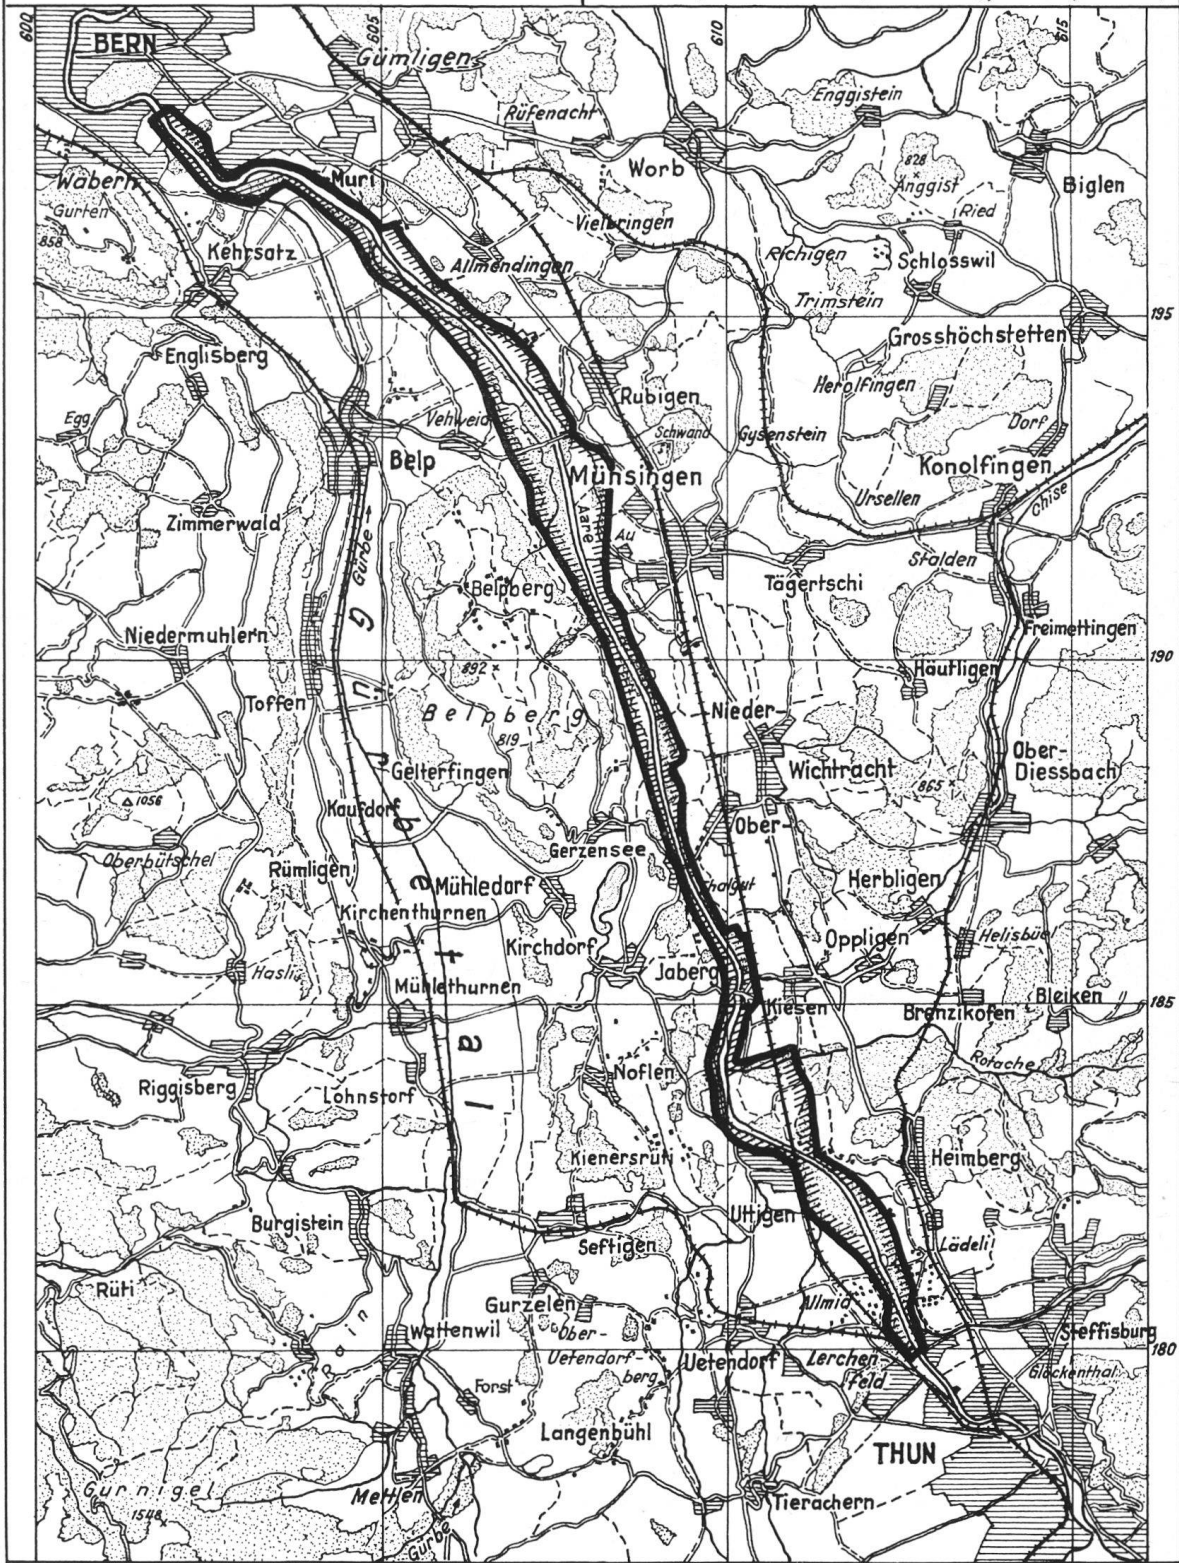 600
605
610
615
BERN
Gümligen
Rüfenacht
Enggistein
Worb
828
Änggist
Biglen
Wabern
Muri
Gurten
858
Vielbringen
Ried
Kehrsatz
Allmendingen
Richigen
Schlosswil
Trimstein
195
Grosshöchstetten
Englisberg
Herolfingen
Rubigen
Egg
Vehweid
Schwand
Gysenstein
Dorf
Belp
Münsingen
Konolfingen
Ursellen
Chise
Zimmerwald
Aare
Gürbe
Au
Stalden
Belpberg
Tägertschi
Niedermuhlern
Freimettingen
892
190
Häutligen
Toffen
Belpberg
Nieder-
819
Ober-
Diessbach
Gelterfingen
Wichtracht
865
1056
Kaufdorf
Ober-
Oberbütschel
Gerzensee
Rümligen
Mühledorf
Thalgut
Herbligen
Kirchenthurnen
Kirchdorf
Oppligen
Helisbüel
Hasli
Jaberg
Mühlethurnen
Kiesen
185
Brenzikofen
Bleiken
Gürbetal
Rotache
Riggisberg
Lohnstorf
Noflen
Kienersrüti
Heimberg
Burgistein
Uttigen
Seftigen
Lädeli
Rüti
Gurzelen
Allmid
Ober-
Wattenwil
Steffisburg
180
Uetendorf-
berg
Uetendorf
Lerchen-
feld
Glockenthal
Forst
Langenbühl
THUN
Gurnigel
1548
Mettlen
Tierachern
Gürbe